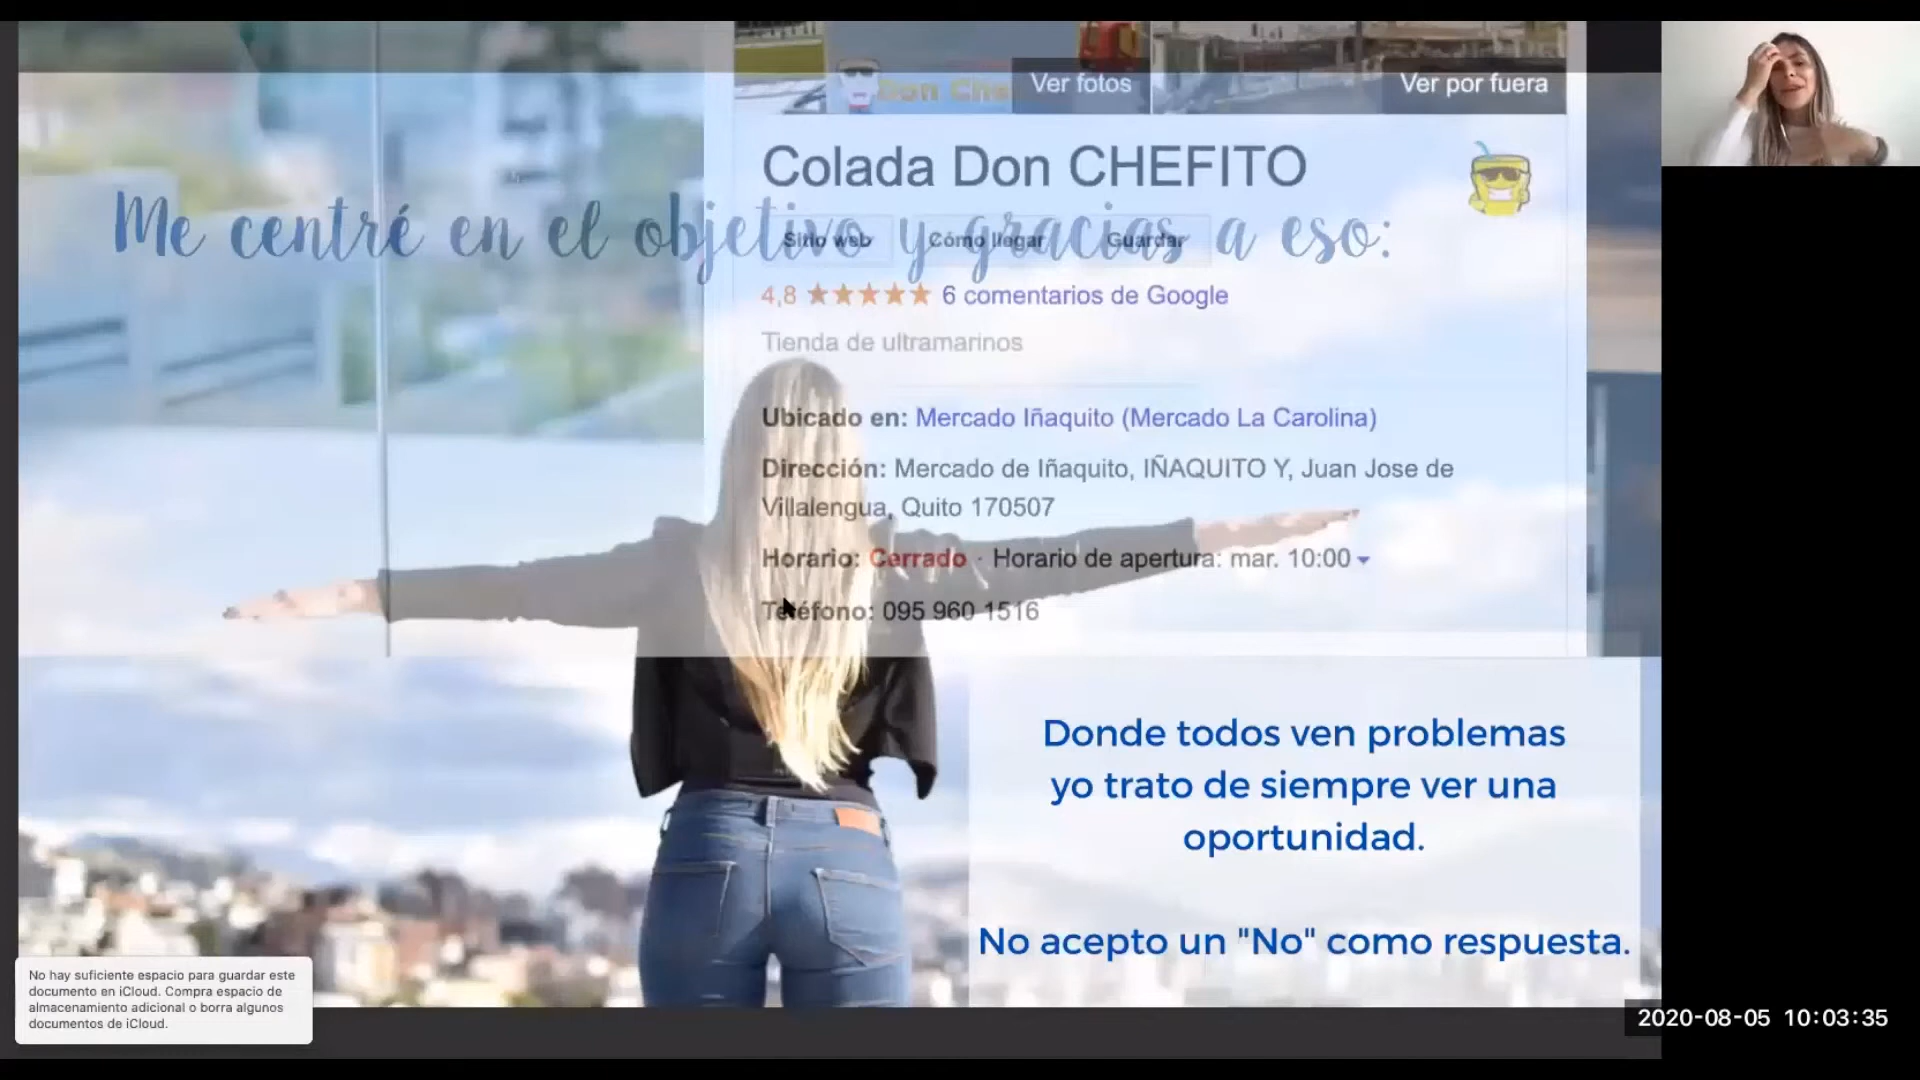 Don Che
Ver fotos
Ver por fuera
Colada Don CHEFITO
Me centré en el objetivo y gracias a eso:
Sitio web
Cómo llegar
Guardar
4,8 ★★★★★ 6 comentarios de Google
Tienda de ultramarinos
Ubicado en: Mercado Iñaquito (Mercado La Carolina)
Dirección: Mercado de Iñaquito, IÑAQUITO Y, Juan Jose de
Villalengua, Quito 170507
Horario: Cerrado · Horario de apertura: mar. 10:00
Teléfono: 095 960 1516
Donde todos ven problemas
yo trato de siempre ver una
oportunidad.
No acepto un "No" como respuesta.
No hay suficiente espacio para guardar este
documento en iCloud. Compra espacio de
almacenamiento adicional o borra algunos
documentos de iCloud.
2020-08-05 10:03:35